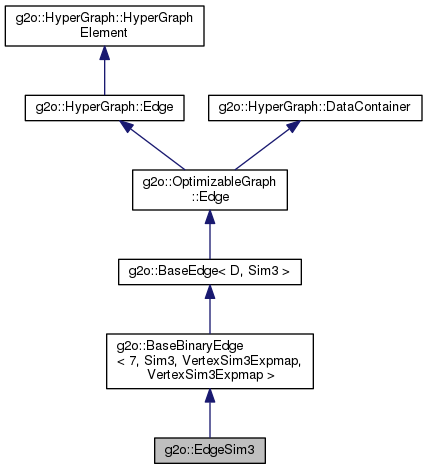 g2o::HyperGraph::HyperGraph
Element
g2o::HyperGraph::Edge
g2o::HyperGraph::DataContainer
g2o::OptimizableGraph
::Edge
g2o::BaseEdge< D, Sim3 >
g2o::BaseBinaryEdge
< 7, Sim3, VertexSim3Expmap,
VertexSim3Expmap >
g2o::EdgeSim3